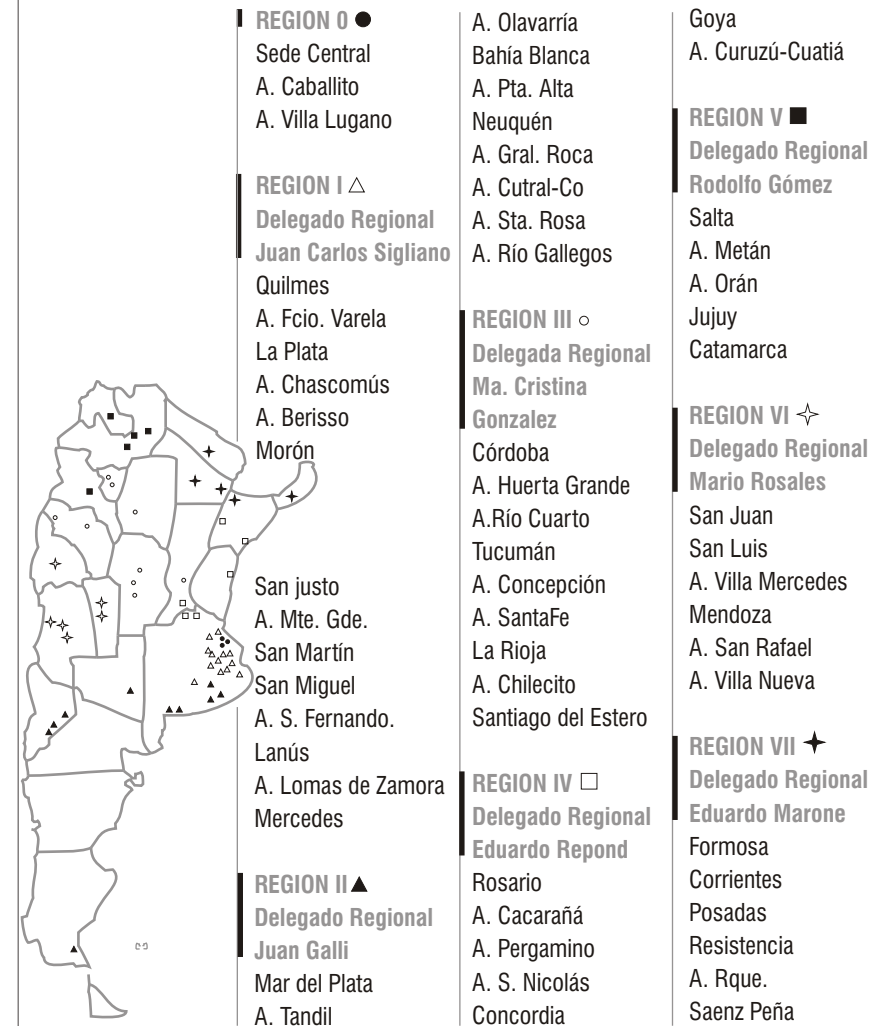 REGION 0
Sede Central
A. Caballito
A. Villa Lugano
REGION I
Delegado Regional
Juan Carlos Sigliano
Quilmes
A. Fcio. Varela
La Plata
A. Chascomús
A. Berisso
Morón
San justo
A. Mte. Gde.
San Martín
San Miguel
A. S. Fernando.
Lanús
A. Lomas de Zamora
Mercedes
REGION II
Delegado Regional
Juan Galli
Mar del Plata
A. Tandil
A. Olavarría
Bahía Blanca
A. Pta. Alta
Neuquén
A. Gral. Roca
A. Cutral-Co
A. Sta. Rosa
A. Río Gallegos
REGION III
Delegada Regional
Ma. Cristina
Gonzalez
Córdoba
A. Huerta Grande
A.Río Cuarto
Tucumán
A. Concepción
A. SantaFe
La Rioja
A. Chilecito
Santiago del Estero
REGION IV
Delegado Regional
Eduardo Repond
Rosario
A. Cacarañá
A. Pergamino
A. S. Nicolás
Concordia
Goya
A. Curuzú-Cuatiá
REGION V
Delegado Regional
Rodolfo Gómez
Salta
A. Metán
A. Orán
Jujuy
Catamarca
REGION VI
Delegado Regional
Mario Rosales
San Juan
San Luis
A. Villa Mercedes
Mendoza
A. San Rafael
A. Villa Nueva
REGION VII
Delegado Regional
Eduardo Marone
Formosa
Corrientes
Posadas
Resistencia
A. Rque.
Saenz Peña